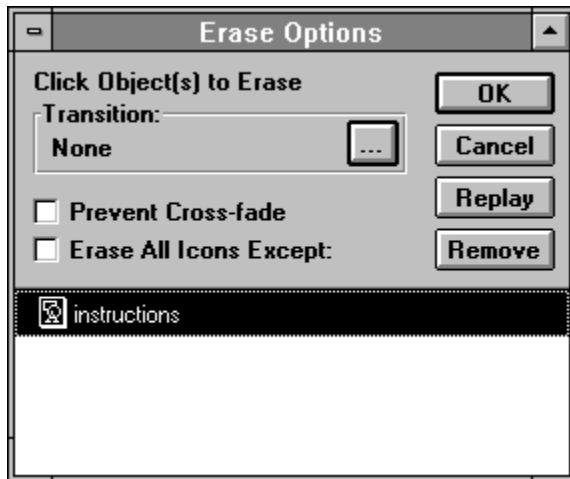 Erase Options
Click Object(s) to Erase
OK
Transition:
None
...
Cancel
Prevent Cross-fade
Replay
Erase All Icons Except:
Remove
instructions